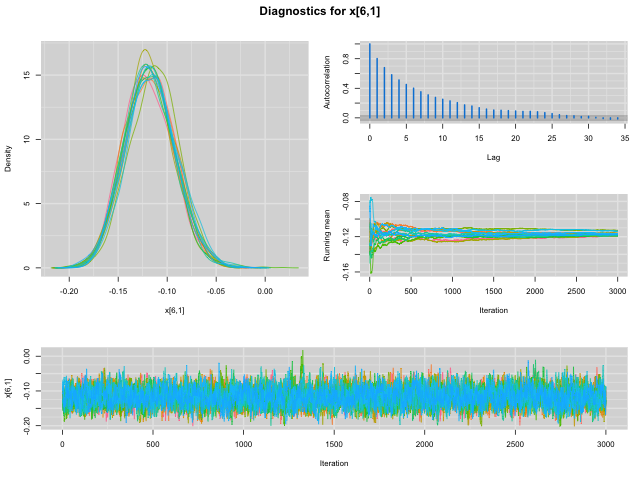 Diagnostics for x[6,1]
Density
15
10
5
0
-0.20 -0.15 -0.10 -0.05 0.00
x[6,1]
Autocorrelation
0.8
0.4
0.0
0 5 10 15 20 25 30 35
Lag
Running mean
-0.08
-0.12
-0.16
0 500 1000 1500 2000 2500 3000
Iteration
x[6,1]
0.00
-0.10
-0.20
0 500 1000 1500 2000 2500 3000
Iteration